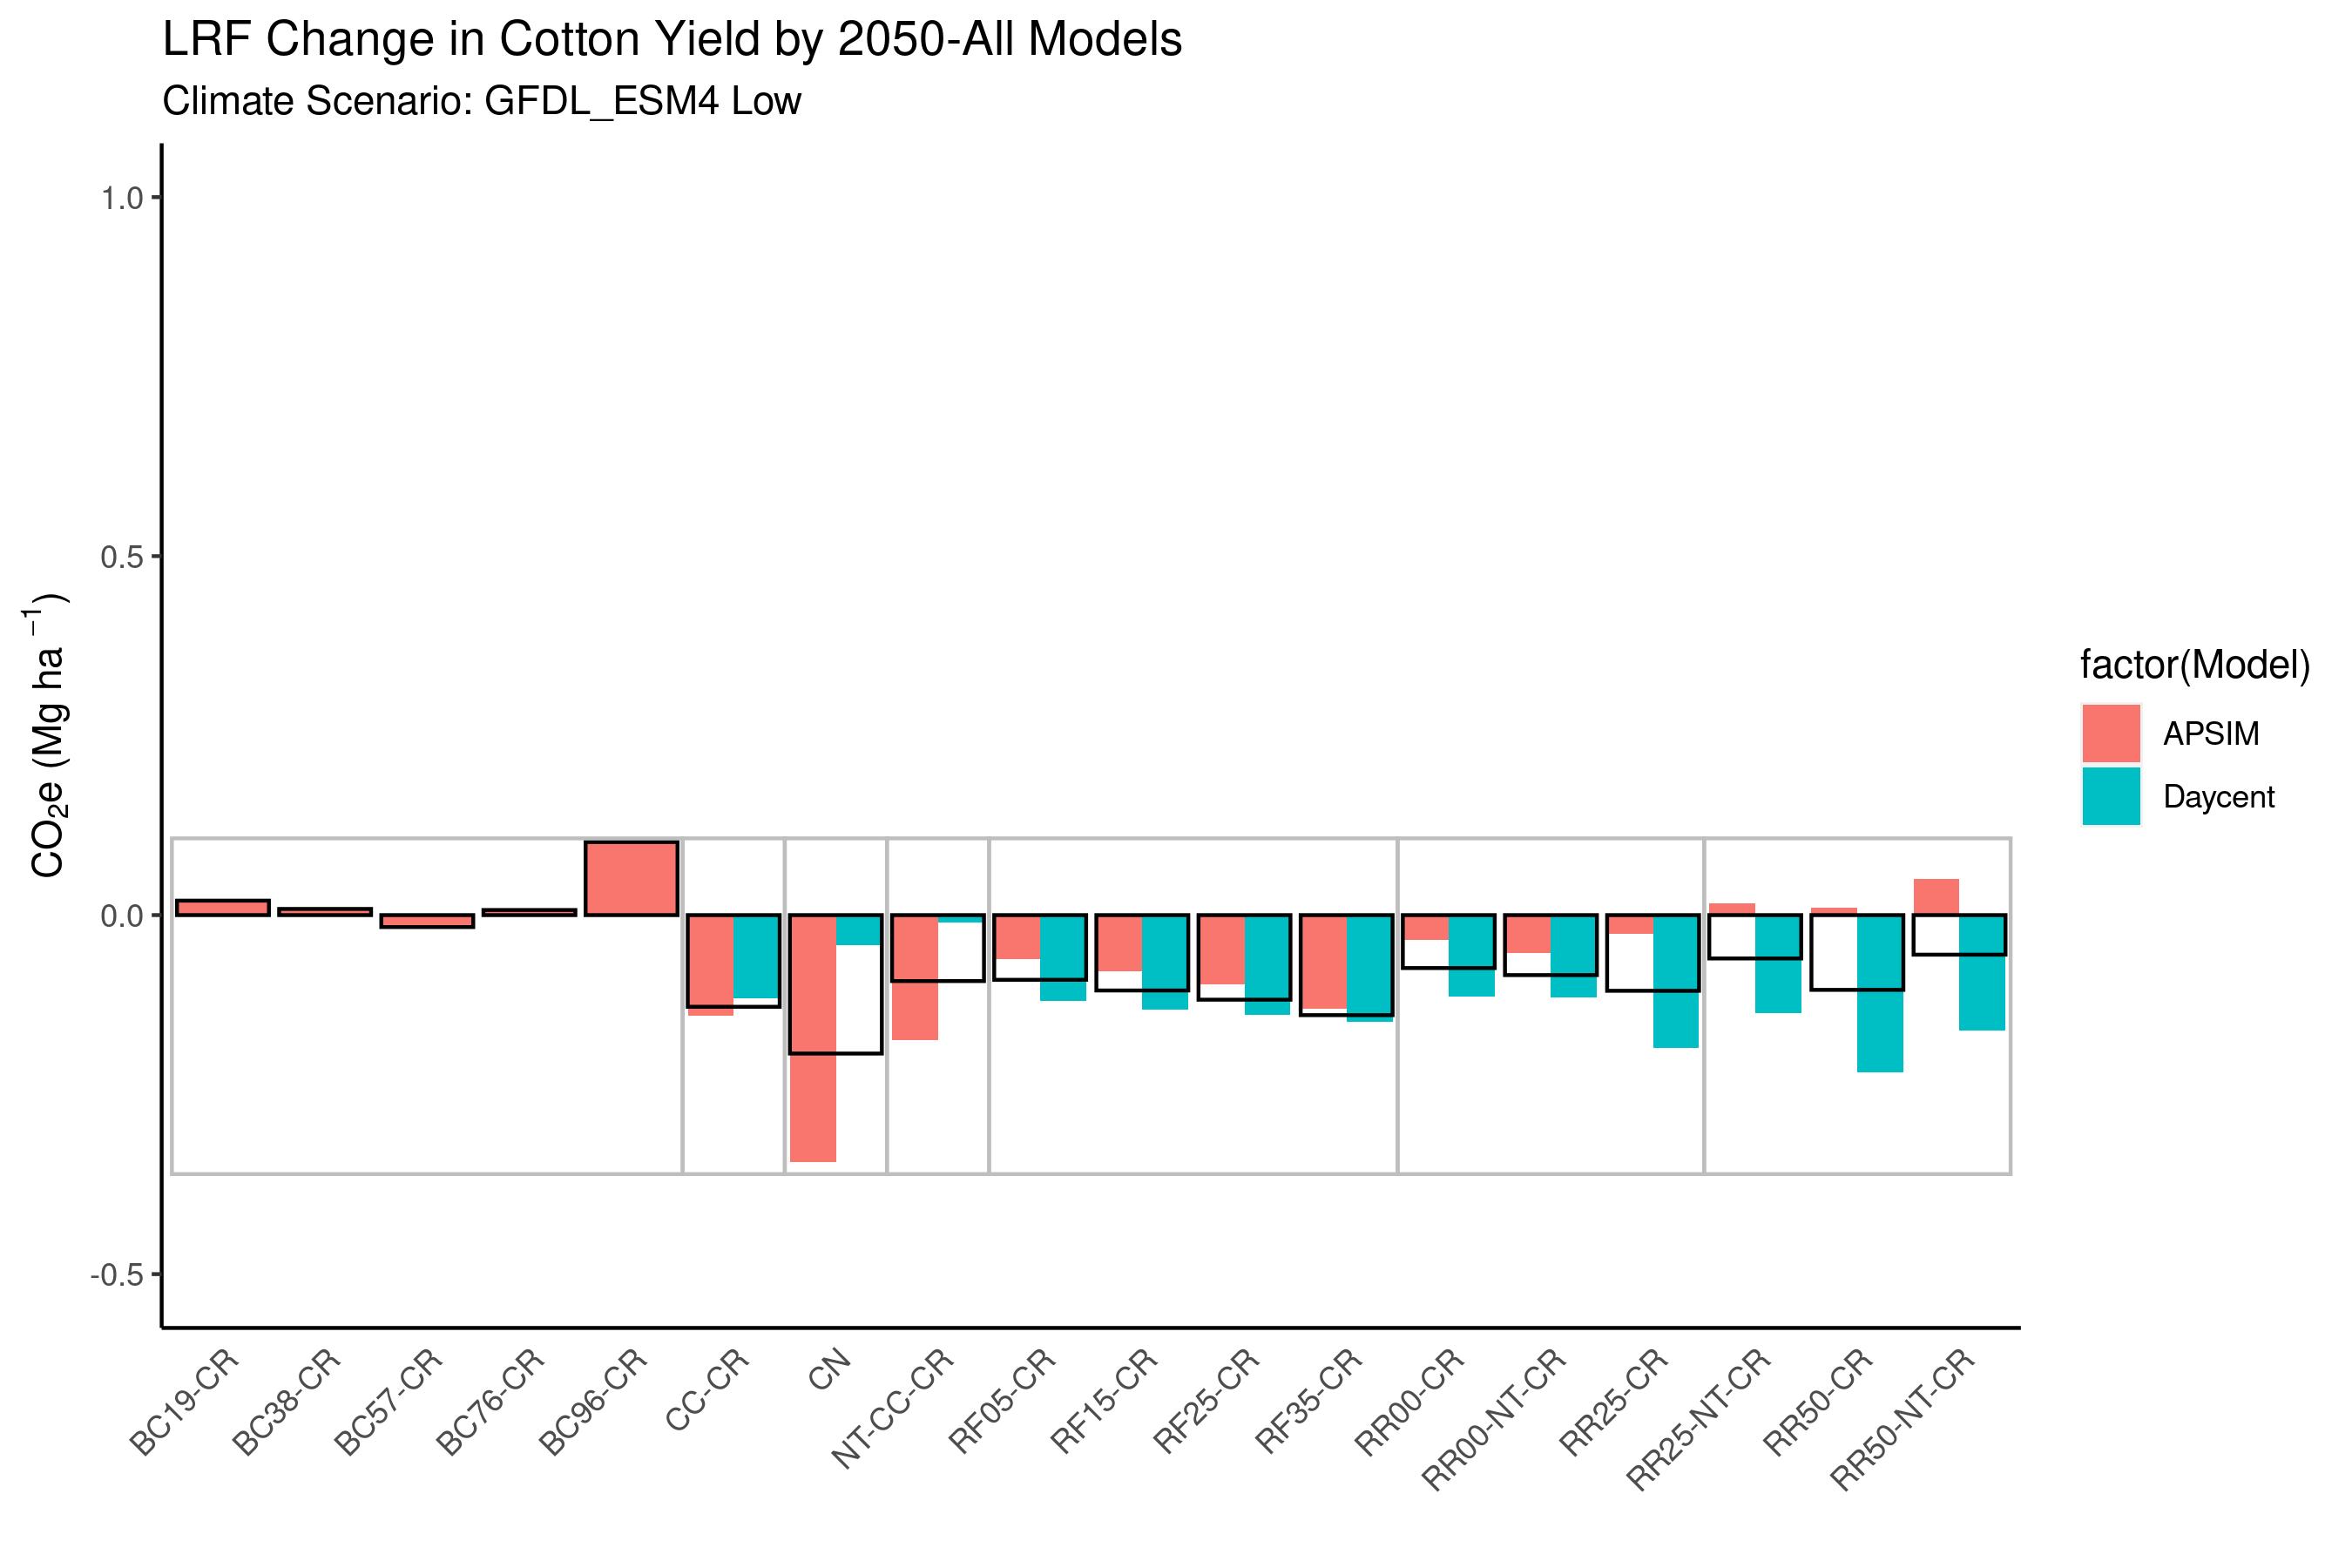 LRF Change in Cotton Yield by 2050-All Models
Climate Scenario: GFDL_ESM4 Low
CO₂e (Mg ha ⁻¹)
1.0
0.5
0.0
-0.5
BC19-CR
BC38-CR
BC57-CR
BC76-CR
BC96-CR
CC-CR
CN
NT-CC-CR
RF05-CR
RF15-CR
RF25-CR
RF35-CR
RR00-CR
RR00-NT-CR
RR25-CR
RR25-NT-CR
RR50-CR
RR50-NT-CR
factor(Model)
APSIM
Daycent